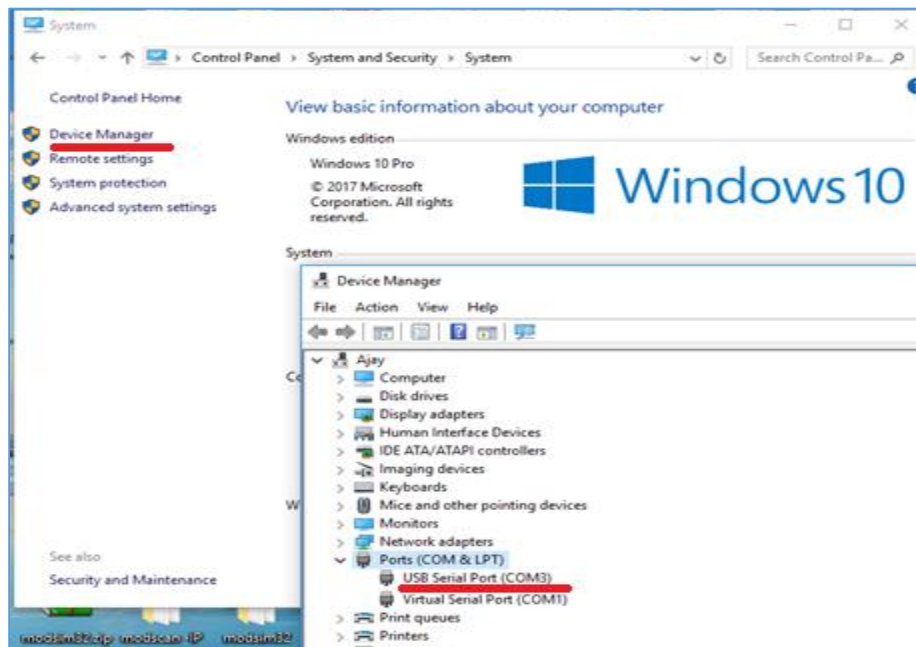 System
Control Panel > System and Security > System
Search Control Pa...
Control Panel Home
Device Manager
Remote settings
System protection
Advanced system settings
View basic information about your computer
Windows edition
Windows 10 Pro
© 2017 Microsoft
Corporation. All rights
reserved.
Windows 10
System
Device Manager
File Action View Help
Ajay
Computer
Disk drives
Display adapters
Human Interface Devices
IDE ATA/ATAPI controllers
Imaging devices
Keyboards
Mice and other pointing devices
Monitors
Network adapters
Ports (COM & LPT)
USB Serial Port (COM3)
Virtual Serial Port (COM1)
Print queues
Printers
Co
W
See also
Security and Maintenance
modsim32